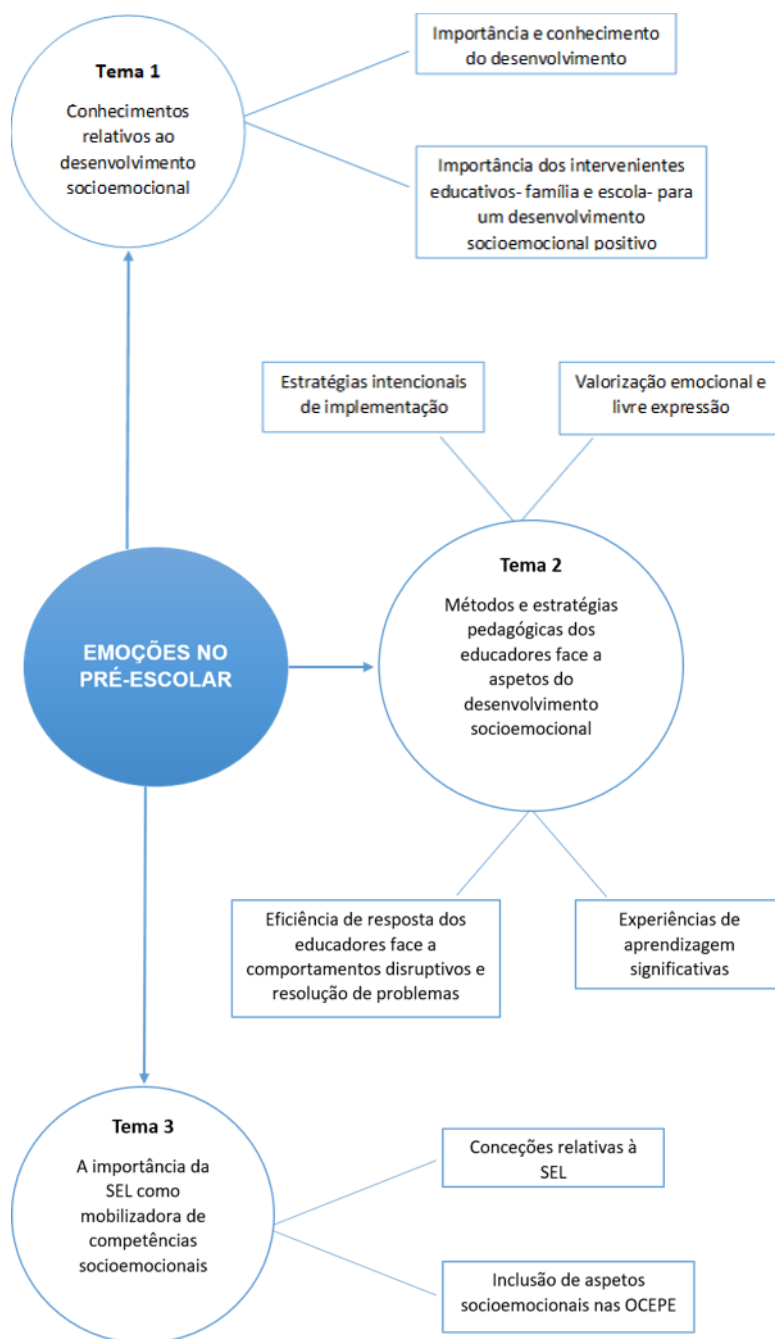 Tema 1
Conhecimentos
relativos ao
desenvolvimento
socioemocional
Importância e conhecimento
do desenvolvimento
Importância dos intervenientes
educativos- família e escola- para
um desenvolvimento
socioemocional positivo
Estratégias intencionais
de implementação
Valorização emocional e
livre expressão
EMOÇÕES NO
PRÉ-ESCOLAR
Tema 2
Métodos e estratégias
pedagógicas dos
educadores face a
aspetos do
desenvolvimento
socioemocional
Eficiência de resposta dos
educadores face a
comportamentos disruptivos e
resolução de problemas
Experiências de
aprendizagem
significativas
Tema 3
A importância da
SEL como
mobilizadora de
competências
socioemocionais
Conceções relativas à
SEL
Inclusão de aspetos
socioemocionais nas OCEPE